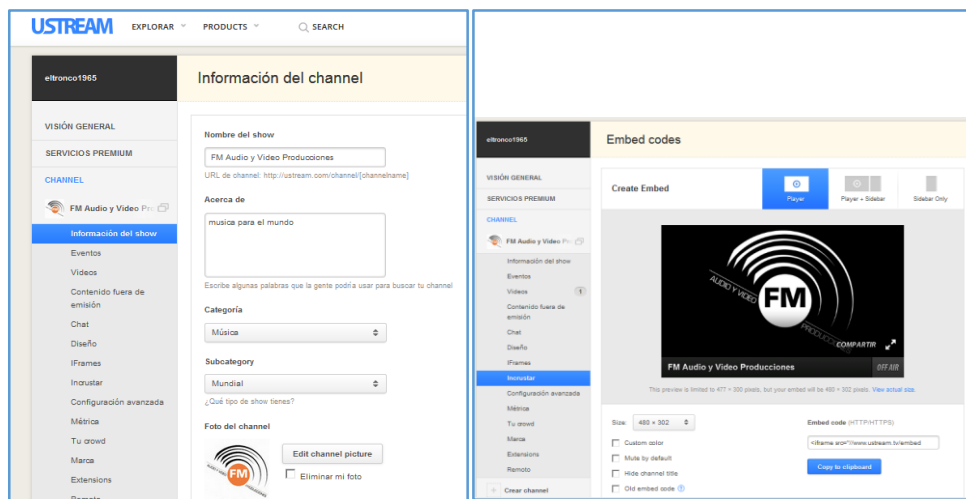 USTREAM EXPLORAR PRODUCTS SEARCH
eltronco1965
Información del channel
VISIÓN GENERAL
SERVICIOS PREMIUM
CHANNEL
FM Audio y Video Pro
Información del show
Eventos
Videos
Contenido fuera de
emisión
Chat
Diseño
IFrames
Incrustar
Configuración avanzada
Métrica
Tu crowd
Marca
Extensions
Remoto
Nombre del show
FM Audio y Video Producciones
URL de channel: http://ustream.com/channel/[channelname]
Acerca de
musica para el mundo
Escribe algunas palabras que la gente podría usar para buscar tu channel
Categoría
Música
Subcategory
Mundial
¿Qué tipo de show tienes?
Foto del channel
FM
Edit channel picture
Eliminar mi foto
eltronco1965
Embed codes
VISIÓN GENERAL
SERVICIOS PREMIUM
CHANNEL
FM Audio y Video Pro
Información del show
Eventos
Videos 1
Contenido fuera de
emisión
Chat
Diseño
IFrames
Incrustar
Configuración avanzada
Métrica
Tu crowd
Marca
Extensions
Remoto
+ Crear channel
Create Embed
Player
Player + Sidebar
Sidebar Only
AUDIO Y VIDEO
FM
PRODUCCIONES
COMPARTIR
FM Audio y Video Producciones OFF AIR
This preview is limited to 477 × 300 pixels, but your embed will be 480 × 302 pixels. View actual size.
Size: 480 × 302
Custom color
Mute by default
Hide channel title
Old embed code ?
Embed code (HTTP/HTTPS)
<iframe src="//www.ustream.tv/embed
Copy to clipboard